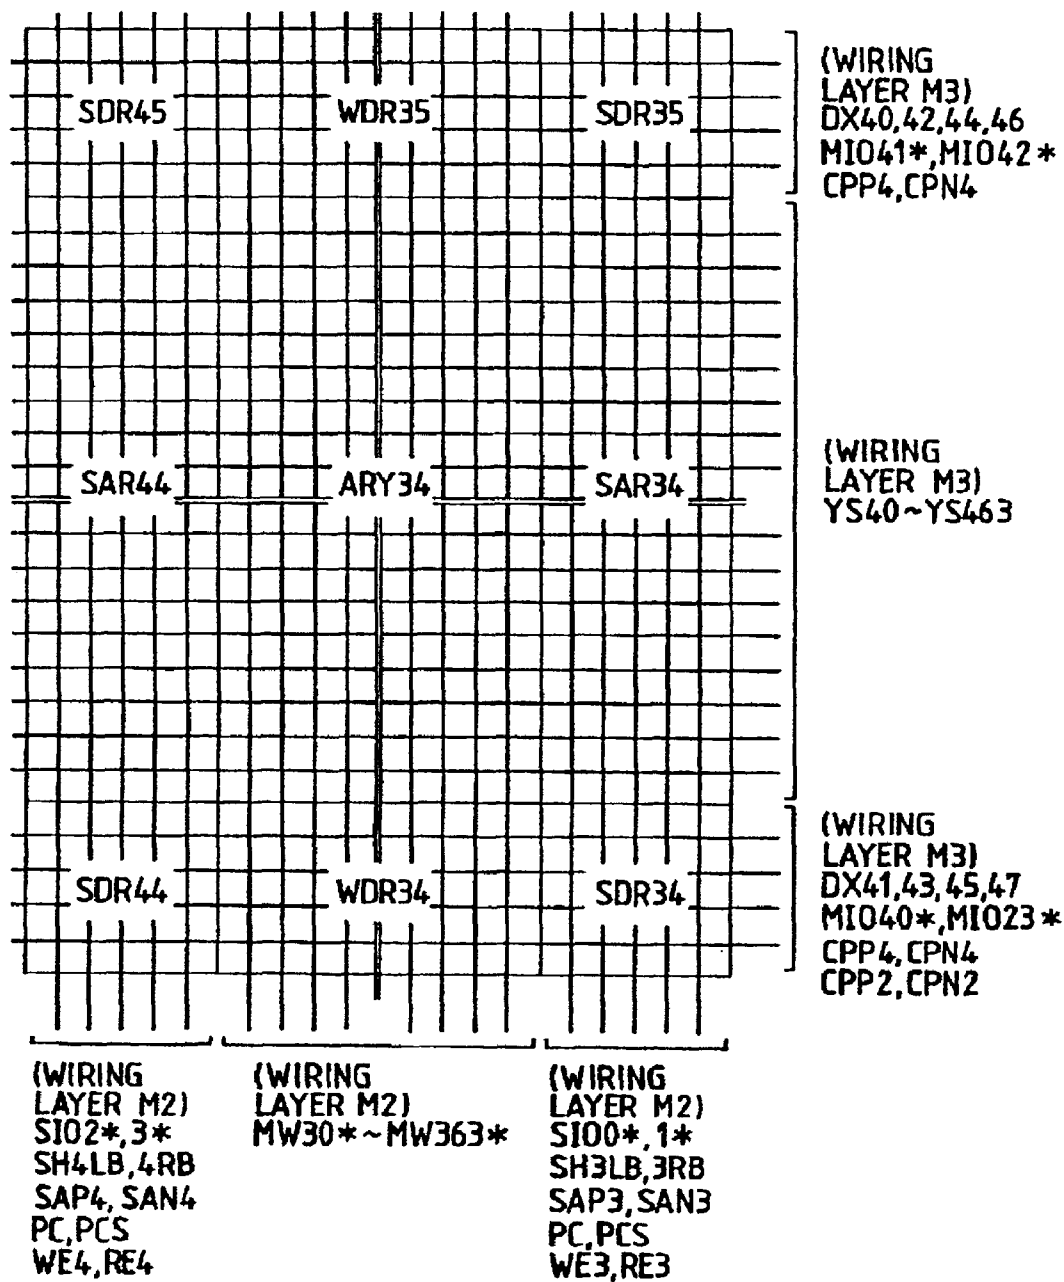 SDR45
WDR35
SDR35
(WIRING
LAYER M3)
DX40,42,44,46
MIO41*,MIO42*
CPP4,CPN4
SAR44
ARY34
SAR34
(WIRING
LAYER M3)
YS40~YS463
SDR44
WDR34
SDR34
(WIRING
LAYER M3)
DX41,43,45,47
MIO40*,MIO23*
CPP4,CPN4
CPP2,CPN2
(WIRING
LAYER M2)
SIO2*,3*
SH4LB,4RB
SAP4,SAN4
PC,PCS
WE4,RE4
(WIRING
LAYER M2)
MW30*~MW363*
(WIRING
LAYER M2)
SIO0*,1*
SH3LB,3RB
SAP3,SAN3
PC,PCS
WE3,RE3